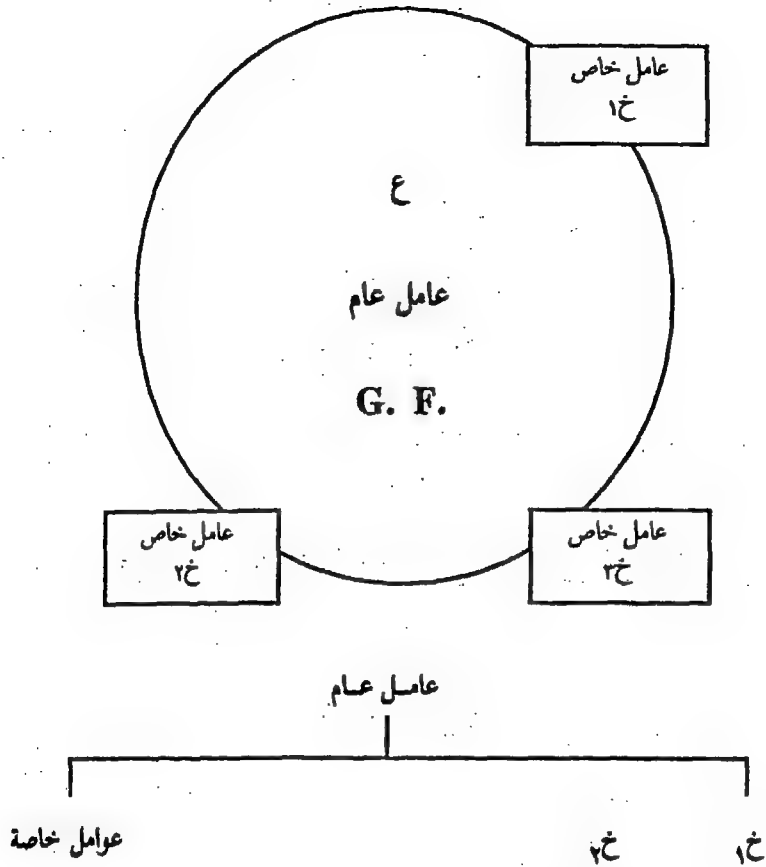 عامل خاص
خ١
ع
عامل عام
G. F.
عامل خاص
خ٣
عامل خاص
خ٢
عامل عام
خ١ خ٢ عوامل خاصة